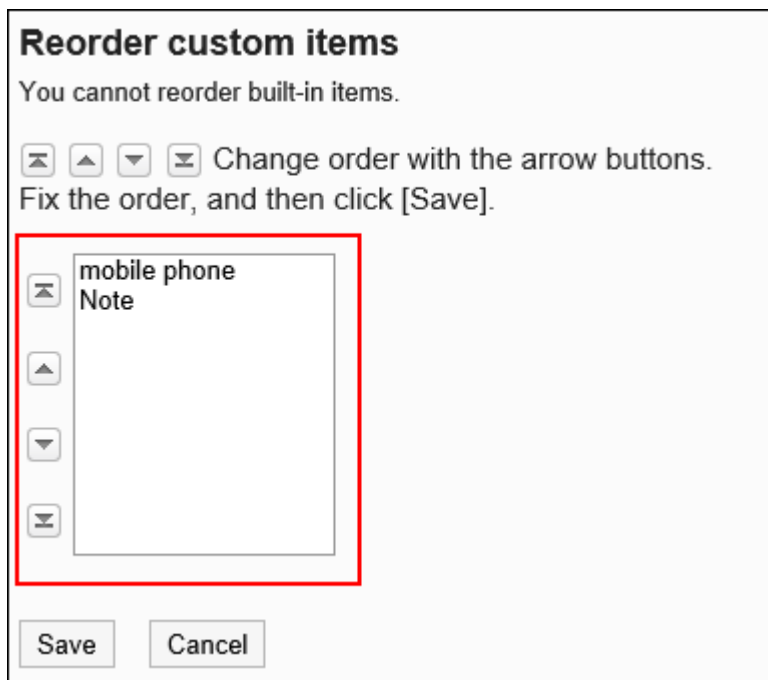 Reorder custom items
You cannot reorder built-in items.
Change order with the arrow buttons.
Fix the order, and then click [Save].
mobile phone
Note
Save
Cancel